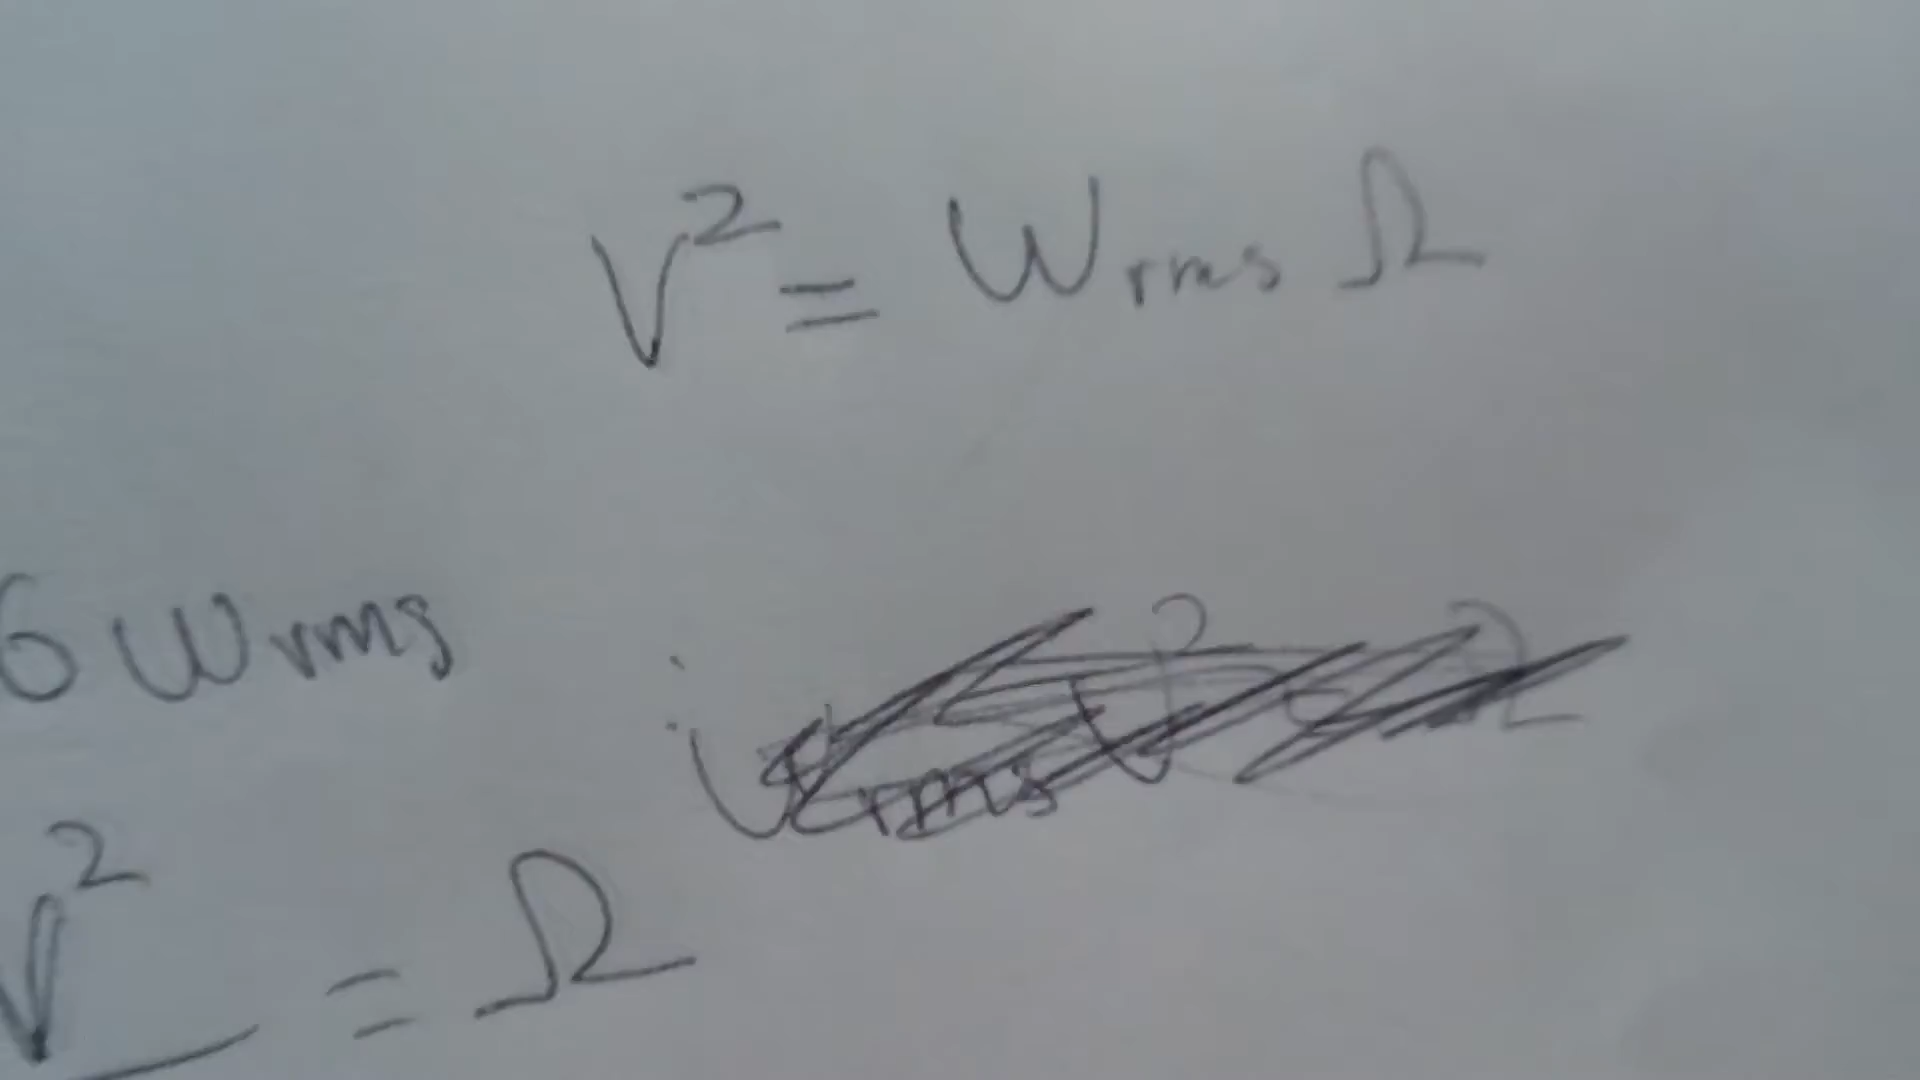 V² = Wrms Ω
6 Wrms
V² = Ω